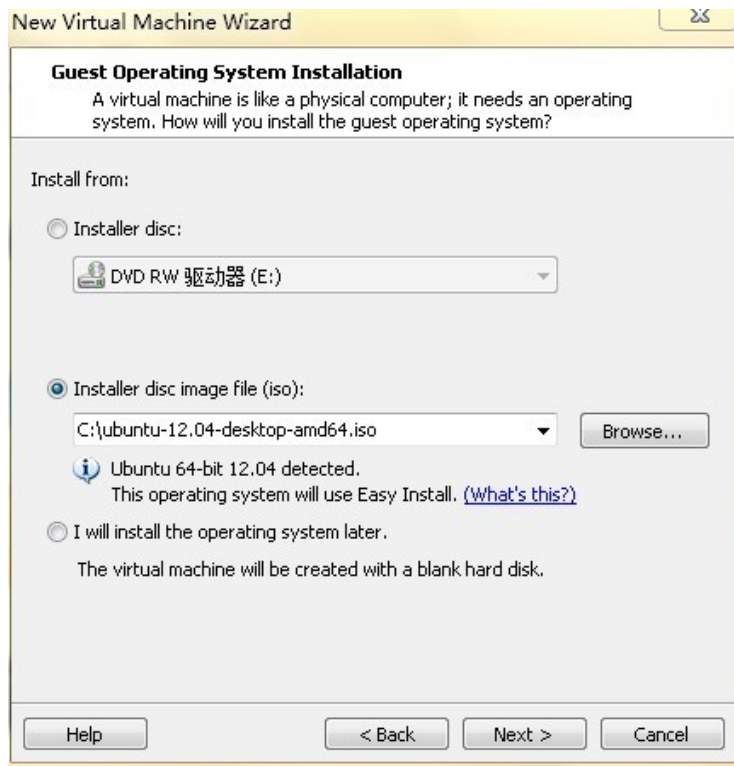 New Virtual Machine Wizard
Guest Operating System Installation
A virtual machine is like a physical computer; it needs an operating
system. How will you install the guest operating system?
Install from:
Installer disc:
DVD RW 驱动器 (E:)
Installer disc image file (iso):
C:\ubuntu-12.04-desktop-amd64.iso
Browse...
Ubuntu 64-bit 12.04 detected.
This operating system will use Easy Install. (What's this?)
I will install the operating system later.
The virtual machine will be created with a blank hard disk.
Help
< Back
Next >
Cancel